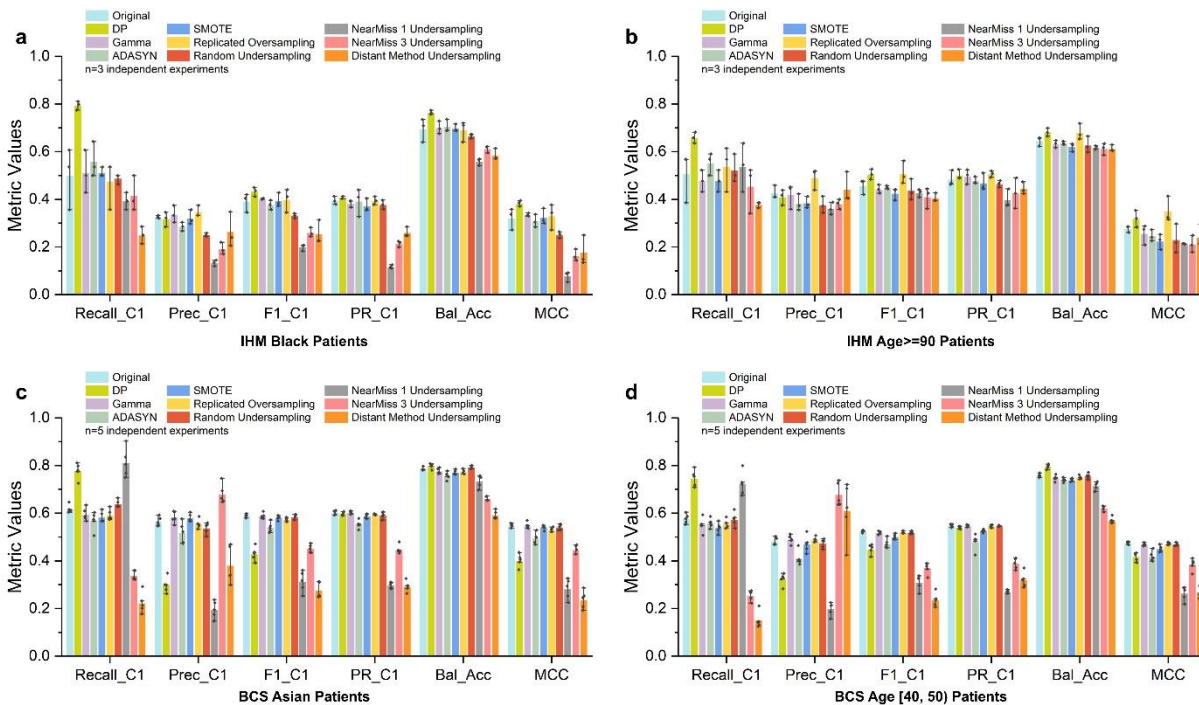 a
Original
DP
Gamma
ADASYN
SMOTE
Replicated Oversampling
Random Undersampling
NearMiss 1 Undersampling
NearMiss 3 Undersampling
Distant Method Undersampling
n=3 independent experiments
Metric Values
1.0
0.8
0.6
0.4
0.2
0.0
Recall_C1 Prec_C1 F1_C1 PR_C1 Bal_Acc MCC
IHM Black Patients
b
Original
DP
Gamma
ADASYN
SMOTE
Replicated Oversampling
Random Undersampling
NearMiss 1 Undersampling
NearMiss 3 Undersampling
Distant Method Undersampling
n=3 independent experiments
Metric Values
1.0
0.8
0.6
0.4
0.2
0.0
Recall_C1 Prec_C1 F1_C1 PR_C1 Bal_Acc MCC
IHM Age>=90 Patients
c
Original
DP
Gamma
ADASYN
SMOTE
Replicated Oversampling
Random Undersampling
NearMiss 1 Undersampling
NearMiss 3 Undersampling
Distant Method Undersampling
n=5 independent experiments
Metric Values
1.0
0.8
0.6
0.4
0.2
0.0
Recall_C1 Prec_C1 F1_C1 PR_C1 Bal_Acc MCC
BCS Asian Patients
d
Original
DP
Gamma
ADASYN
SMOTE
Replicated Oversampling
Random Undersampling
NearMiss 1 Undersampling
NearMiss 3 Undersampling
Distant Method Undersampling
n=5 independent experiments
Metric Values
1.0
0.8
0.6
0.4
0.2
0.0
Recall_C1 Prec_C1 F1_C1 PR_C1 Bal_Acc MCC
BCS Age [40, 50) Patients